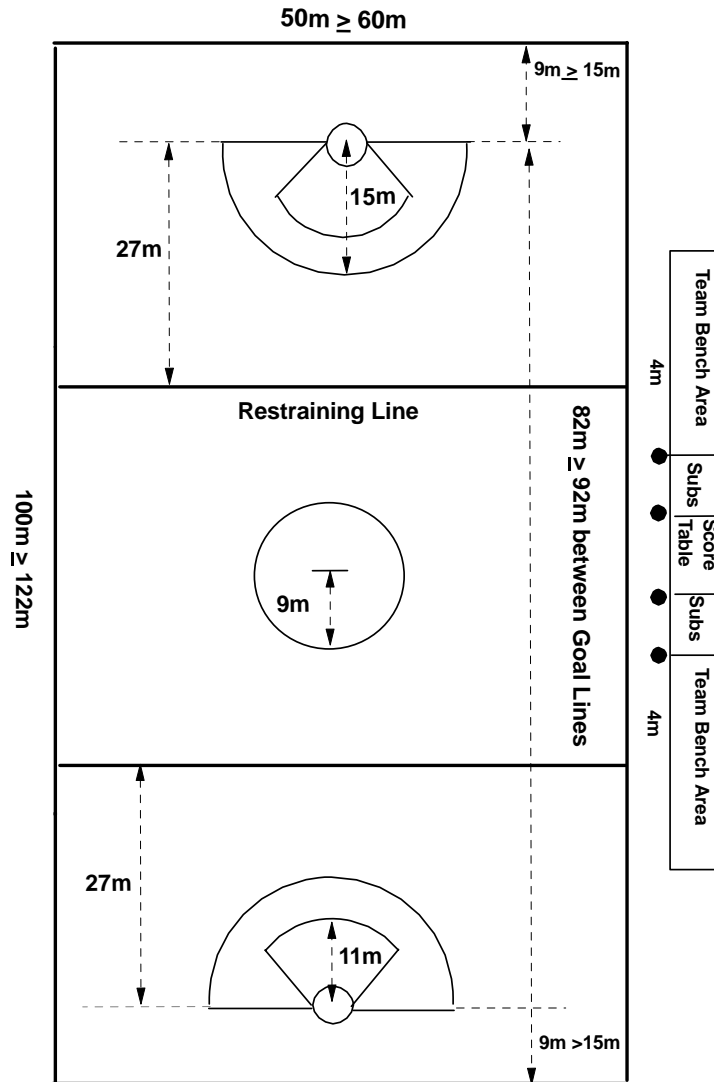 50m ≥ 60m
9m ≥ 15m
15m
27m
Team Bench Area
4m
Restraining Line
82m ≥ 92m between Goal Lines
Subs
Score
Table
100m ≥ 122m
9m
Subs
Team Bench Area
4m
27m
11m
9m >15m